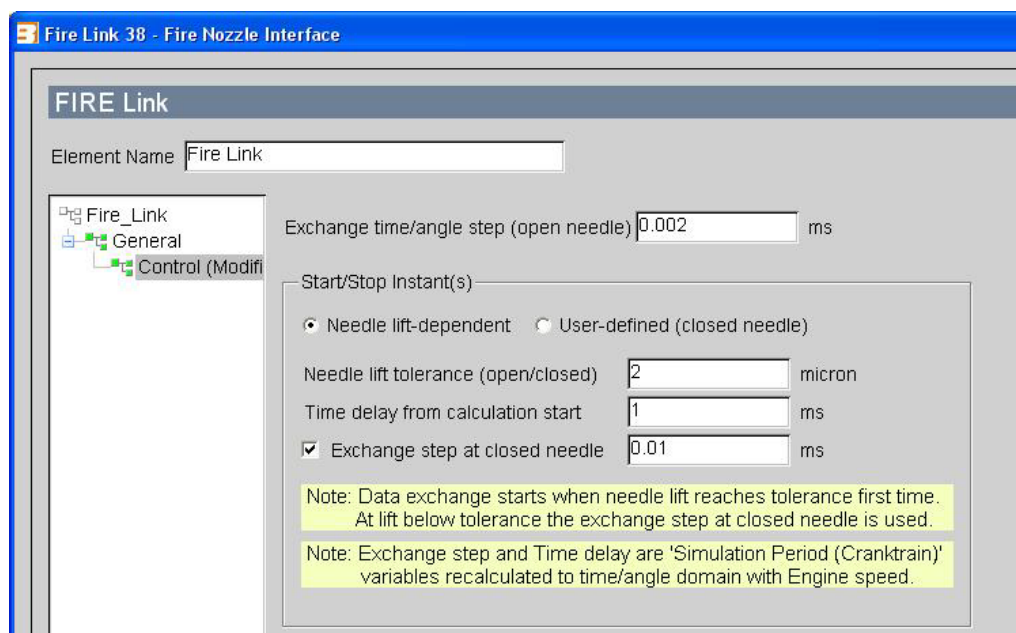 Fire Link 38 - Fire Nozzle Interface
FIRE Link
Element Name Fire Link
Fire_Link
General
Control (Modifi
Exchange time/angle step (open needle) 0.002 ms
Start/Stop Instant(s)
Needle lift-dependent User-defined (closed needle)
Needle lift tolerance (open/closed) 2 micron
Time delay from calculation start 1 ms
Exchange step at closed needle 0.01 ms
Note: Data exchange starts when needle lift reaches tolerance first time.
At lift below tolerance the exchange step at closed needle is used.
Note: Exchange step and Time delay are 'Simulation Period (Cranktrain)'
variables recalculated to time/angle domain with Engine speed.